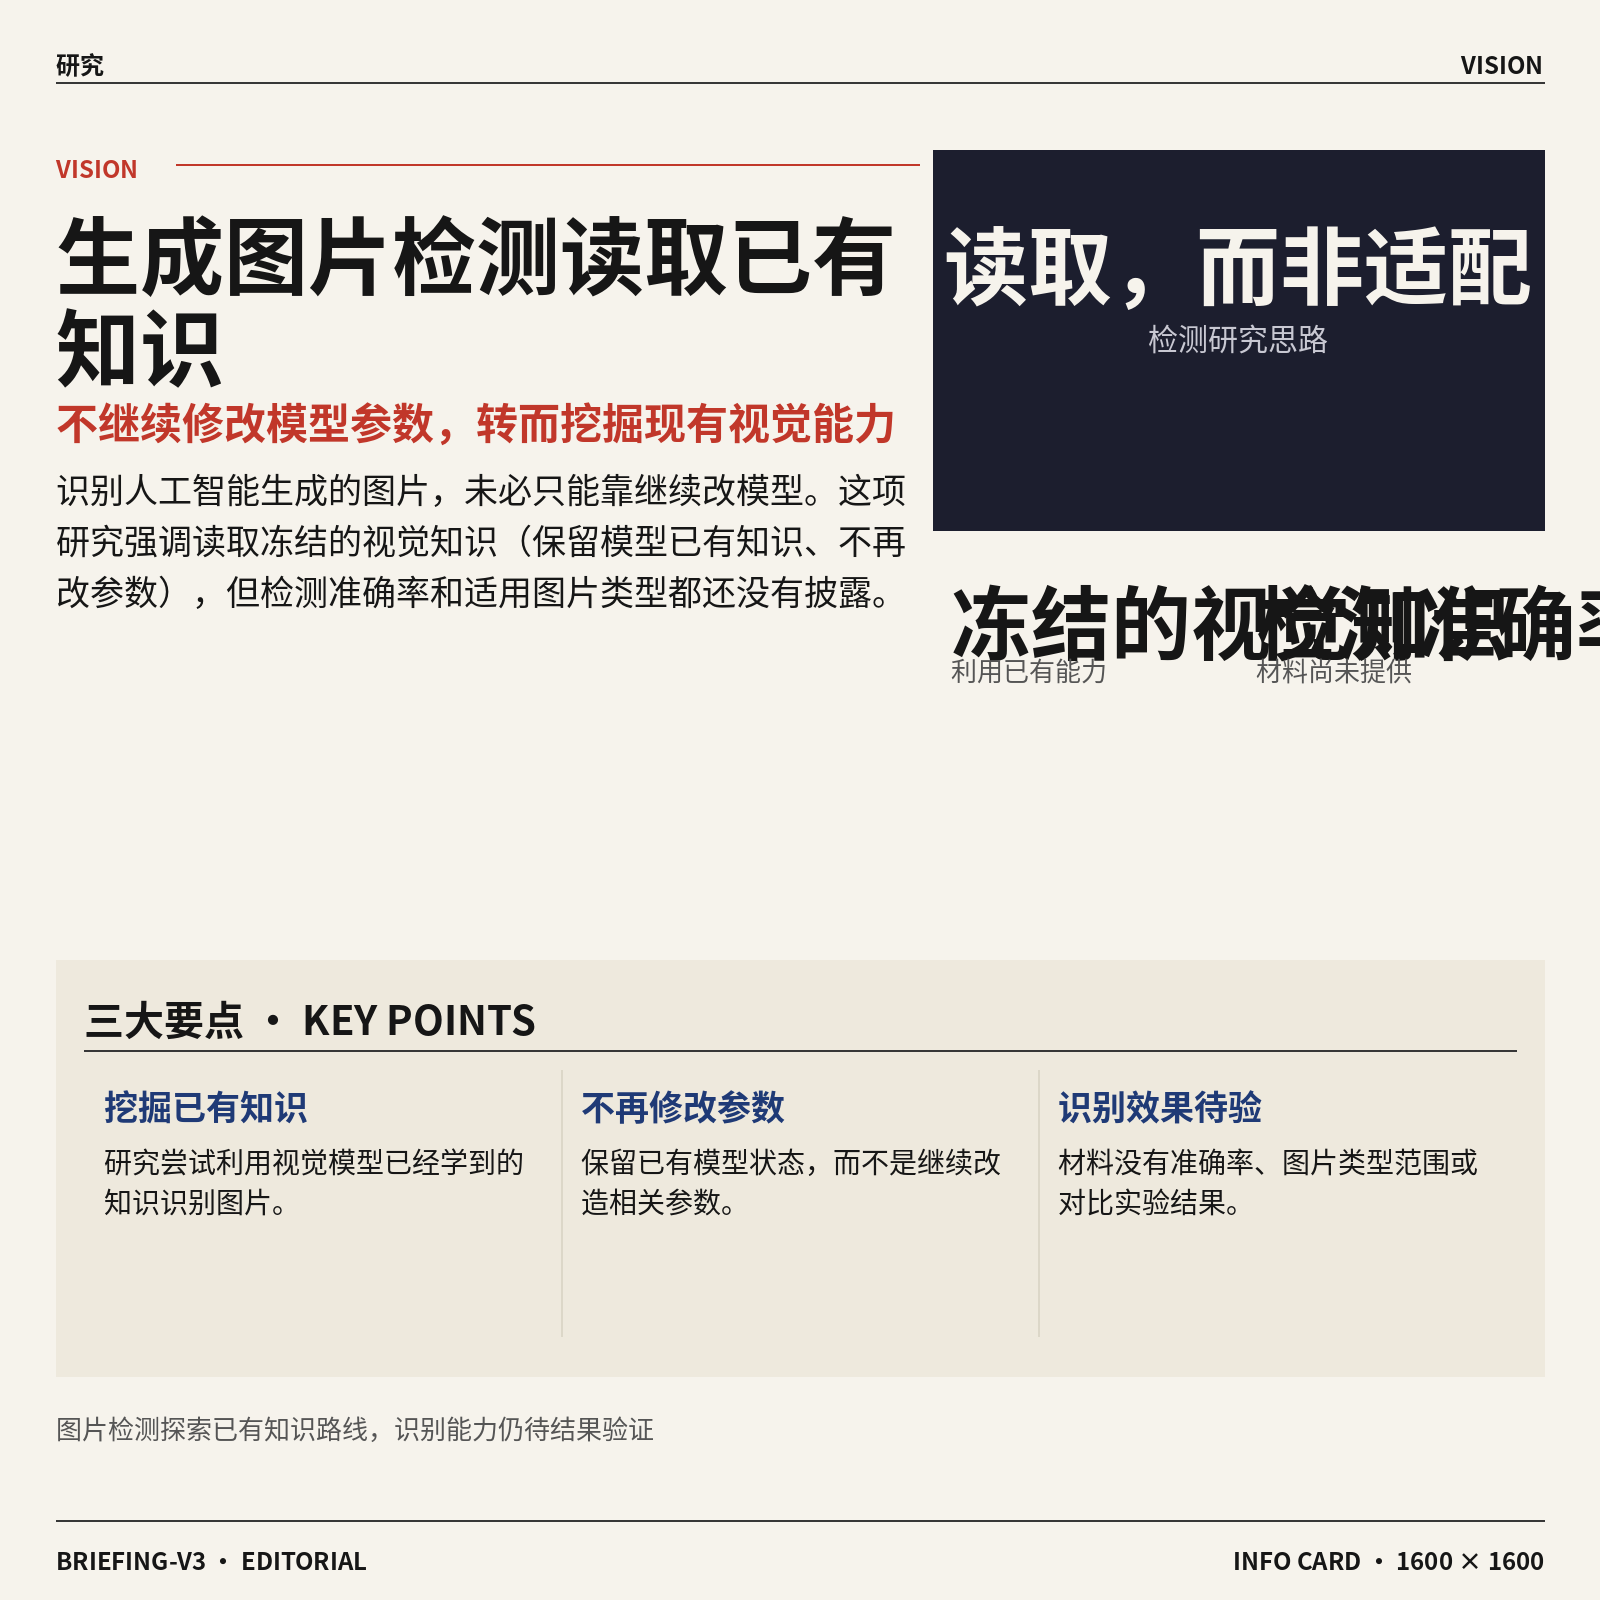 研究
VISION
VISION
生成图片检测读取已有
知识
不继续修改模型参数，转而挖掘现有视觉能力
识别人工智能生成的图片，未必只能靠继续改模型。这项
研究强调读取冻结的视觉知识（保留模型已有知识、不再
改参数），但检测准确率和适用图片类型都还没有披露。
读取，而非适配
检测研究思路
冻结的视觉知识
利用已有能力
检测准确率
材料尚未提供
三大要点 · KEY POINTS
挖掘已有知识
研究尝试利用视觉模型已经学到的
知识识别图片。
不再修改参数
保留已有模型状态，而不是继续改
造相关参数。
识别效果待验
材料没有准确率、图片类型范围或
对比实验结果。
图片检测探索已有知识路线，识别能力仍待结果验证
BRIEFING-V3 · EDITORIAL
INFO CARD · 1600 × 1600